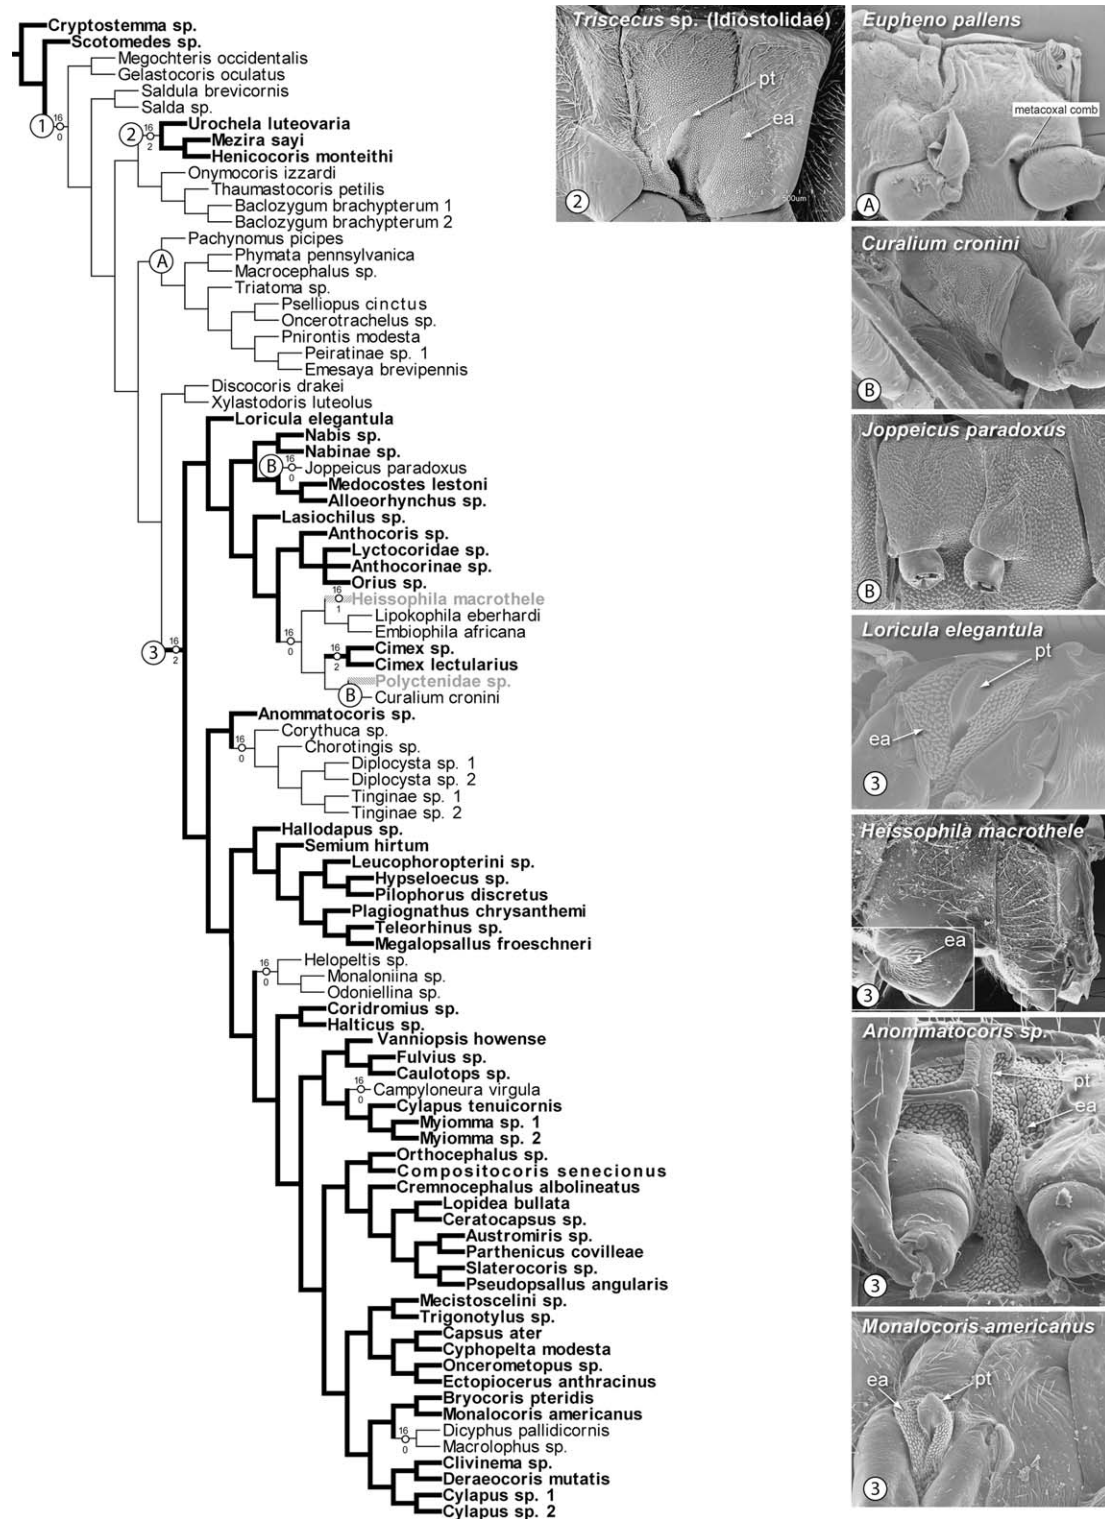 Cryptostemma sp.
Scotomedes sp.
Megochteris occidentalis
16
1
0
Gelastocoris oculatus
Saldula brevicornis
Salda sp.
16
2
2
Urochela luteovaria
Mezira sayi
Henicocoris monteithi
Onymocoris izzardi
Thaumastocoris petilis
Baclozygum brachypterum 1
Baclozygum brachypterum 2
Pachynomus picipes
A
Phymata pennsylvanica
Macrocephalus sp.
Triatoma sp.
Pselliopus cinctus
Oncerotrachelus sp.
Pnirontis modesta
Peiratinae sp. 1
Emesaya brevipennis
Discocoris drakei
Xylastodoris luteolus
Loricula elegantula
Nabis sp.
Nabinae sp.
B
16
0
Joppeicus paradoxus
Medocostes lestoni
Alloeorhynchus sp.
Lasiochilus sp.
Anthocoris sp.
Lyctocoridae sp.
Anthocorinae sp.
Orius sp.
16
1
Heissophila macrothele
Lipokophila eberhardi
Embiophila africana
16
0
16
2
Cimex sp.
Cimex lectularius
3
16
2
Polyctenidae sp.
B
Curalium cronini
Anommatocoris sp.
16
0
Corythuca sp.
Chorotingis sp.
Diplocysta sp. 1
Diplocysta sp. 2
Tinginae sp. 1
Tinginae sp. 2
Hallodapus sp.
Semium hirtum
Leucophoropterini sp.
Hypseloecus sp.
Pilophorus discretus
Plagiognathus chrysanthemi
Teleorhinus sp.
Megalopsallus froeschneri
16
0
Helopeltis sp.
Monaloniina sp.
Odoniellina sp.
Coridromius sp.
Halticus sp.
Vanniopsis howense
Fulvius sp.
Caulotops sp.
16
0
Campyloneura virgula
Cylapus tenuicornis
Myiomma sp. 1
Myiomma sp. 2
Orthocephalus sp.
Compositocoris senecionus
Cremnocephalus albolineatus
Lopidea bullata
Ceratocapsus sp.
Austromiris sp.
Parthenicus covilleae
Slaterocoris sp.
Pseudopsallus angularis
Mecistoscelini sp.
Trigonotylus sp.
Capsus ater
Cyphopelta modesta
Oncerometopus sp.
Ectopiocerus anthracinus
Bryocoris pteridis
Monalocoris americanus
16
0
Dicyphus pallidicornis
Macrolophus sp.
Clivinema sp.
Deraeocoris mutatis
Cylapus sp. 1
Cylapus sp. 2
Triscecus sp. (Idiostolidae)
pt
ea
500um
2
Eupheno pallens
metacoxal comb
A
Curalium cronini
B
Joppeicus paradoxus
B
Loricula elegantula
pt
ea
3
Heissophila macrothele
ea
3
Anommatocoris sp.
pt
ea
3
Monalocoris americanus
ea
pt
3